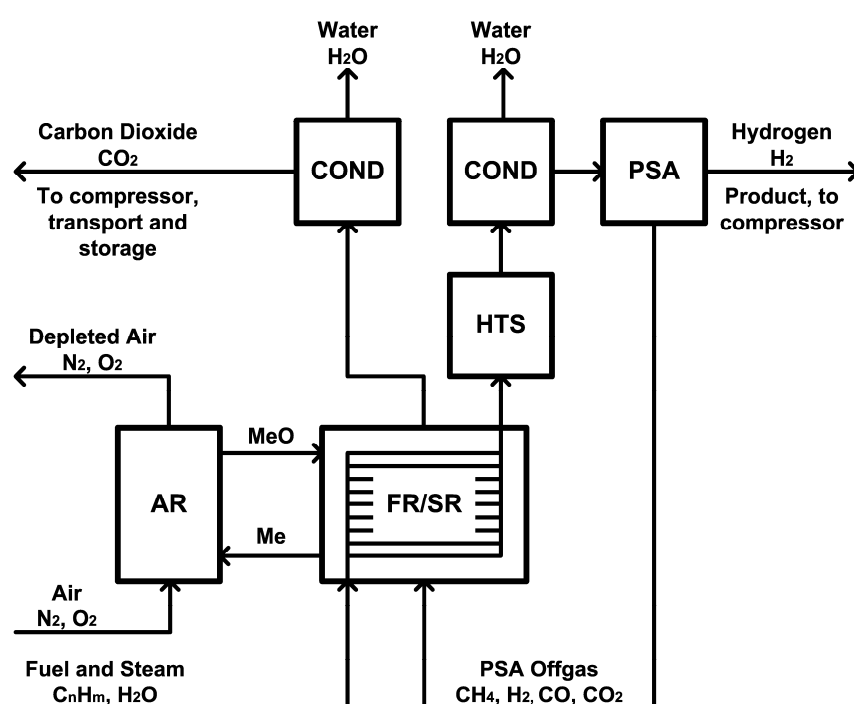 Water
H2O
Water
H2O
Carbon Dioxide
CO2
To compressor,
transport and
storage
COND
COND
PSA
Hydrogen
H2
Product, to
compressor
HTS
Depleted Air
N2, O2
MeO
AR
FR/SR
Me
Air
N2, O2
Fuel and Steam
CnHm, H2O
PSA Offgas
CH4, H2, CO, CO2